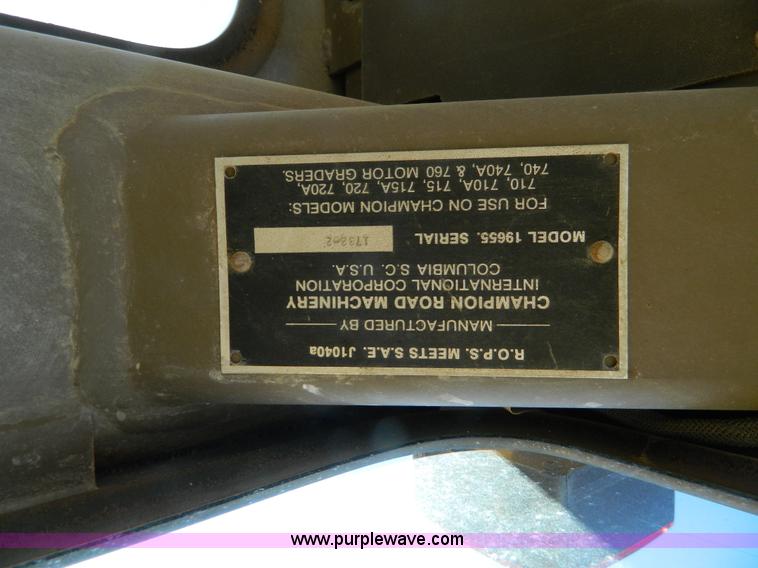 R.O.P.S. MEETS S.A.E. J1040a
MANUFACTURED BY
CHAMPION ROAD MACHINERY
INTERNATIONAL CORPORATION
COLUMBIA S.C. U.S.A.
MODEL 19655. SERIAL
FOR USE ON CHAMPION MODELS:
710, 710A, 715, 715A, 720, 720A,
740, 740A, & 760 MOTOR GRADERS.
www.purplewave.com